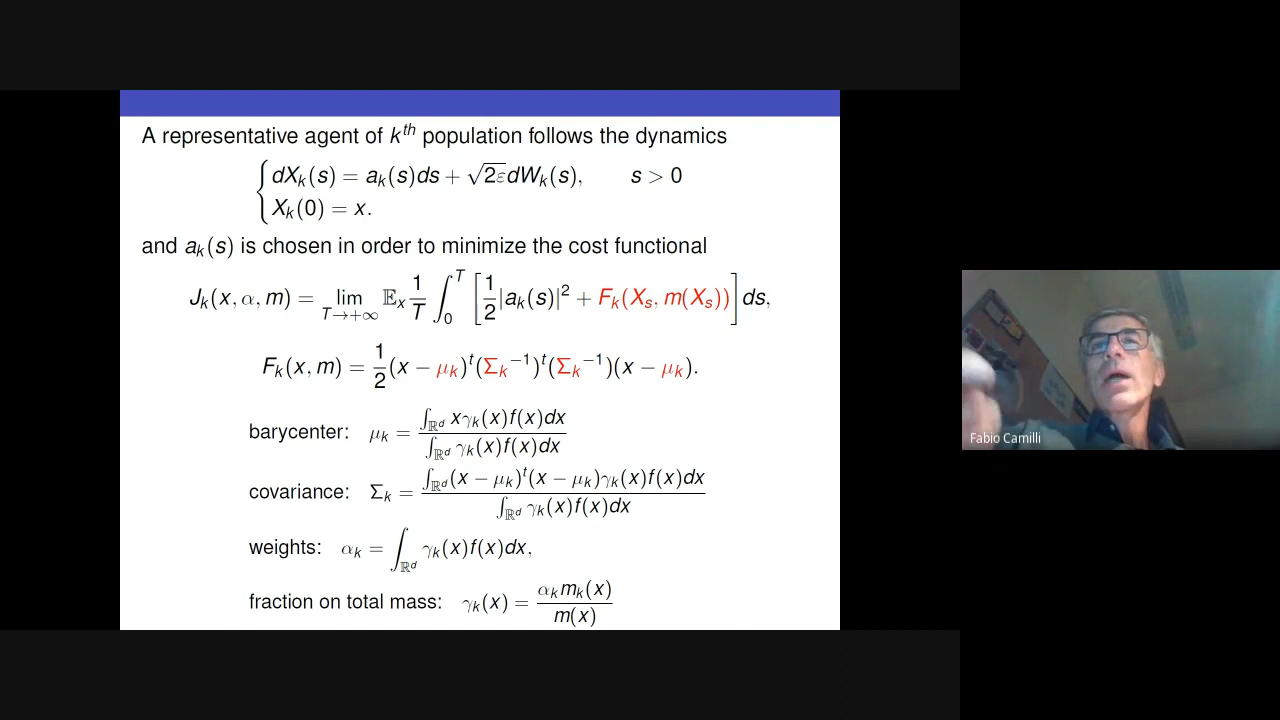 A representative agent of k^{th} population follows the dynamics
{ dX_k(s) = a_k(s)ds + √2ε dW_k(s), s > 0
X_k(0) = x.
and a_k(s) is chosen in order to minimize the cost functional
J_k(x, α, m) = lim_{T→+∞} 𝔼_x 1/T ∫_0^T [ 1/2 |a_k(s)|^2 + F_k(X_s, m(X_s)) ] ds,
F_k(x, m) = 1/2 (x − μ_k)^t (Σ_k^{−1})^t (Σ_k^{−1})(x − μ_k).
barycenter: μ_k = ∫_{ℝ^d} xγ_k(x)f(x)dx / ∫_{ℝ^d} γ_k(x)f(x)dx
covariance: Σ_k = ∫_{ℝ^d} (x − μ_k)^t (x − μ_k)γ_k(x)f(x)dx / ∫_{ℝ^d} γ_k(x)f(x)dx
weights: α_k = ∫_{ℝ^d} γ_k(x)f(x)dx,
fraction on total mass: γ_k(x) = α_k m_k(x) / m(x)
Fabio Camilli